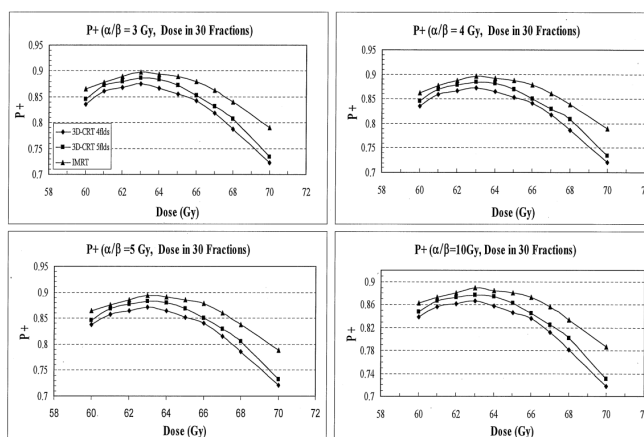 P+ (α/β = 3 Gy, Dose in 30 Fractions)
0.95
0.9
0.85
0.8
0.75
0.7
P+
3D-CRT 4flds
3D-CRT 5flds
IMRT
58 60 62 64 66 68 70 72
Dose (Gy)
P+ (α/β = 4 Gy, Dose in 30 Fractions)
0.95
0.9
0.85
0.8
0.75
0.7
P+
58 60 62 64 66 68 70 72
Dose (Gy)
P+ (α/β =5 Gy, Dose in 30 Fractions)
0.95
0.9
0.85
0.8
0.75
0.7
P+
58 60 62 64 66 68 70 72
Dose (Gy)
P+ (α/β=10Gy, Dose in 30 Fractions)
0.9
0.86
0.82
0.78
0.74
0.7
P+
58 60 62 64 66 68 70 72
Dose (Gy)